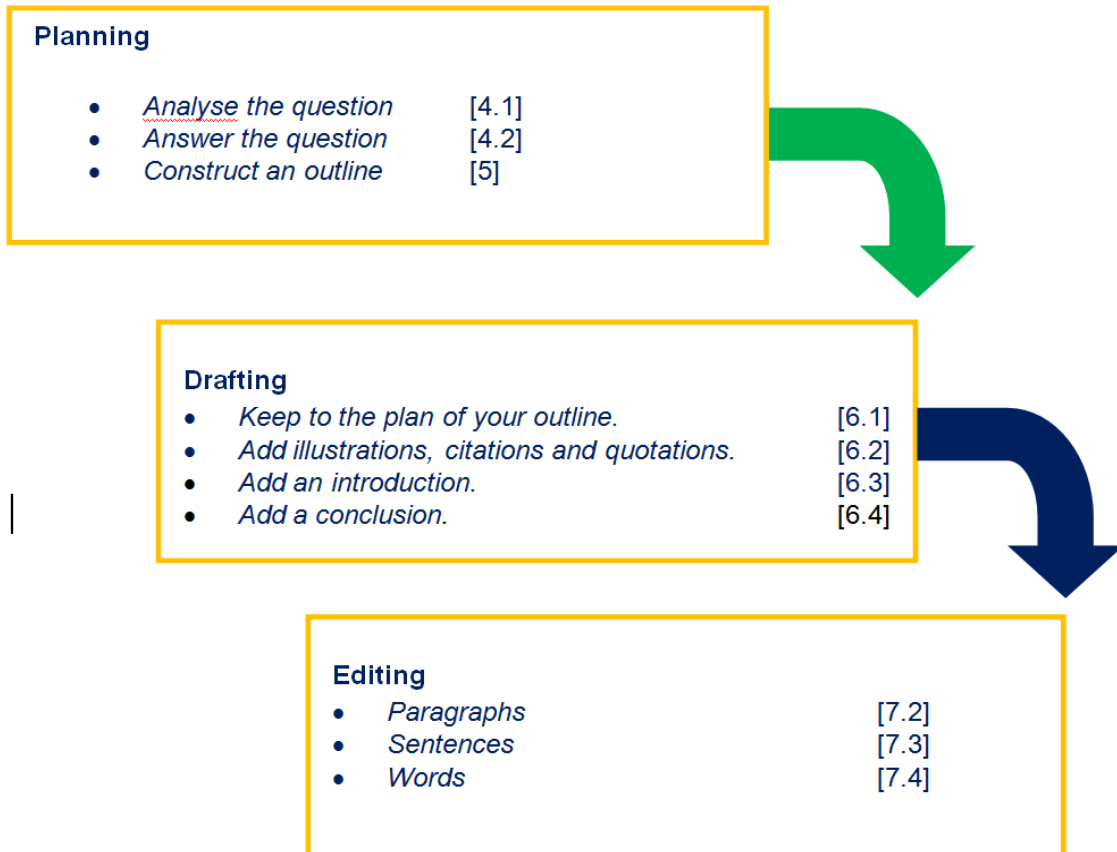 Planning
• Analyse the question [4.1]
• Answer the question [4.2]
• Construct an outline [5]
Drafting
• Keep to the plan of your outline. [6.1]
• Add illustrations, citations and quotations. [6.2]
• Add an introduction. [6.3]
• Add a conclusion. [6.4]
Editing
• Paragraphs [7.2]
• Sentences [7.3]
• Words [7.4]